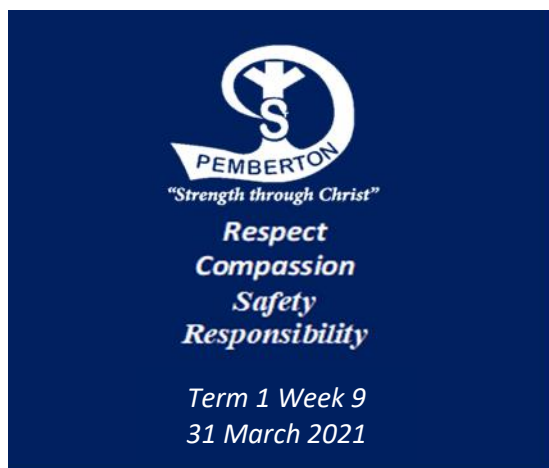 S
PEMBERTON
"Strength through Christ"
Respect
Compassion
Safety
Responsibility
Term 1 Week 9
31 March 2021